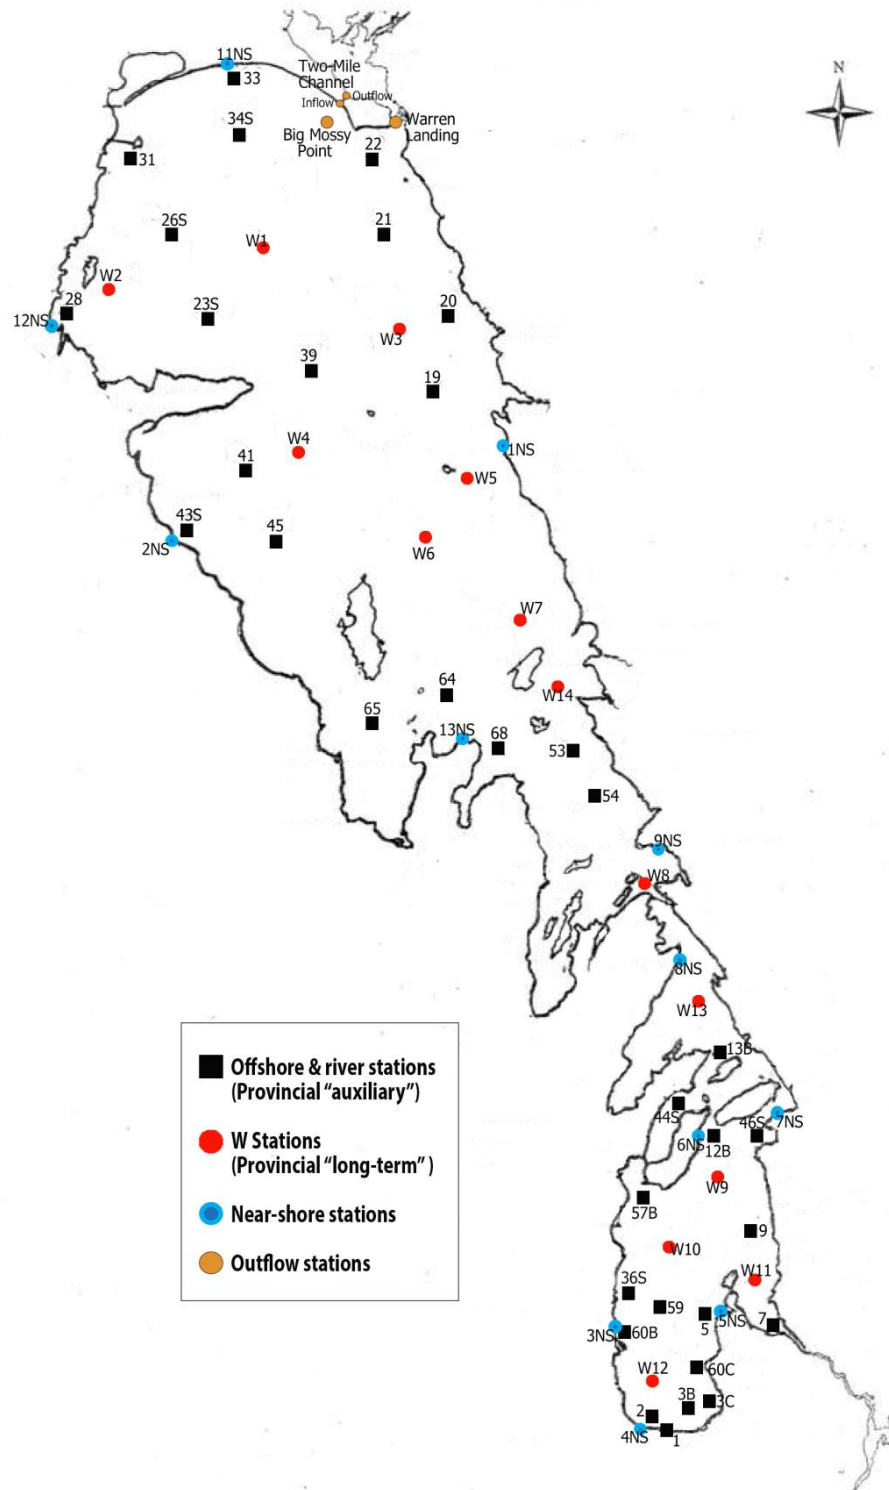 11NS
33
Two-Mile
Channel
Outflow
Inflow
N
34S
Big Mossy
Point
Warren
Landing
31
22
26S
W1
21
W2
28
12NS
23S
20
W3
39
19
W4
1NS
41
W5
43S
2NS
45
W6
W7
W14
64
65
13NS
68
53
54
9NS
W8
8NS
W13
13B
44S
7NS
46S
6NS
12B
W9
57B
9
W10
W11
36S
59
5
5NS
7
3NS
60B
60C
W12
3B
3C
2
4NS
1
Offshore & river stations
(Provincial "auxiliary")
W Stations
(Provincial "long-term" )
Near-shore stations
Outflow stations